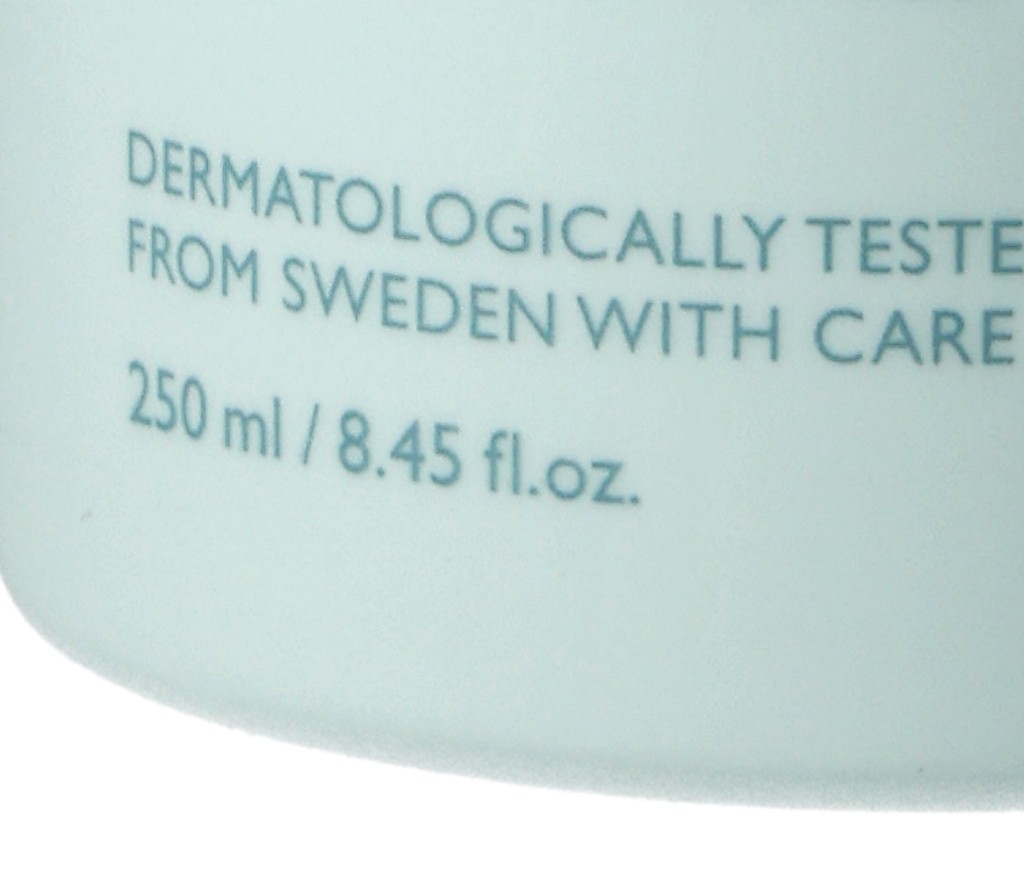 DERMATOLOGICALLY TESTE
FROM SWEDEN WITH CARE
250 ml / 8.45 fl.oz.